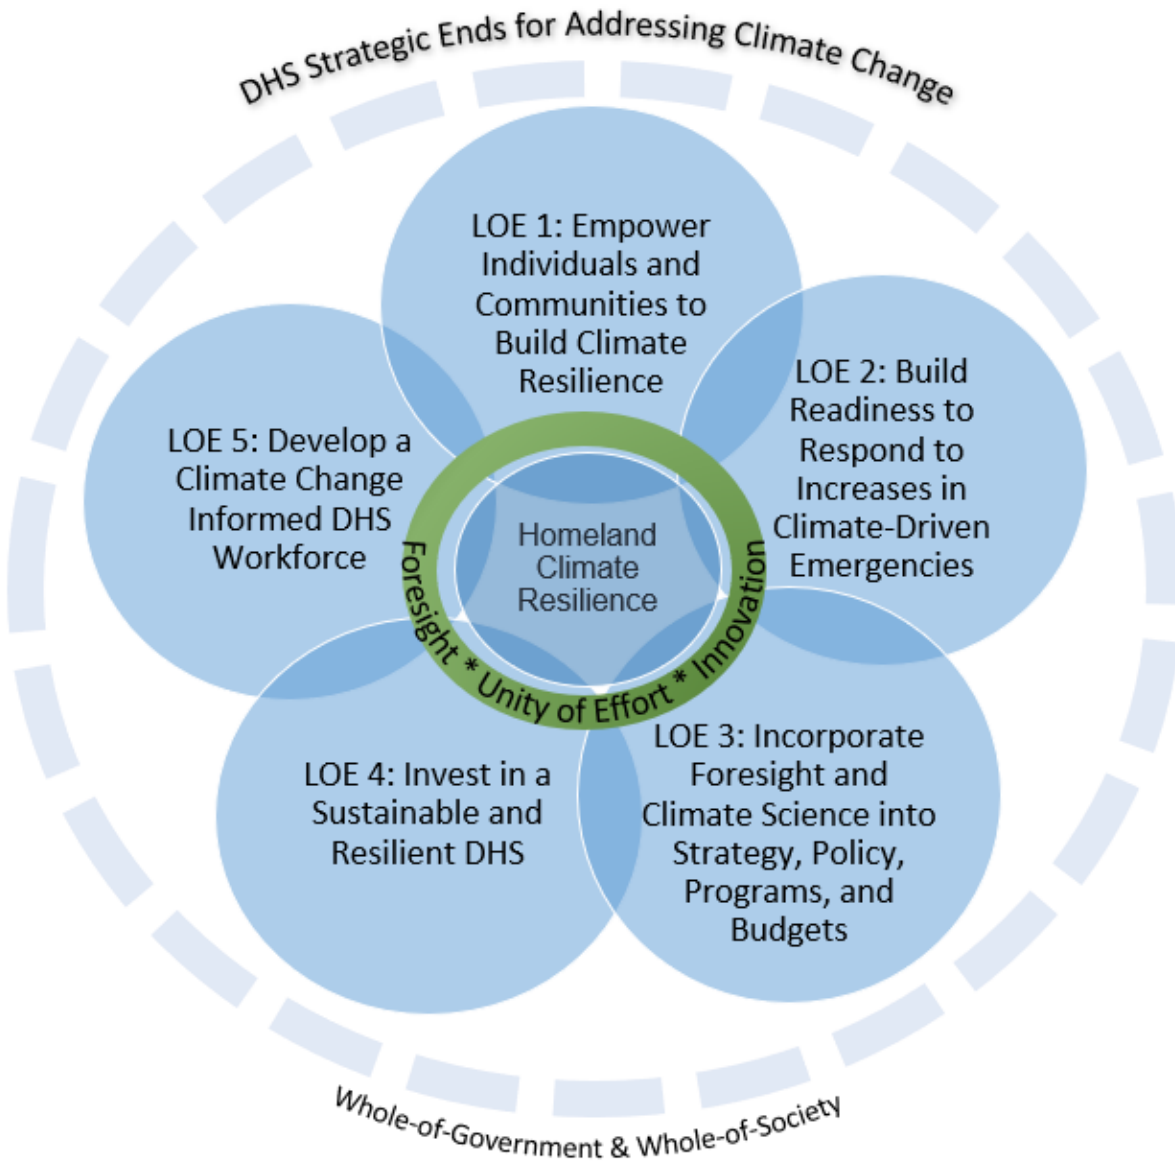 DHS Strategic Ends for Addressing Climate Change
LOE 1: Empower
Individuals and
Communities to
Build Climate
Resilience
LOE 2: Build
Readiness to
Respond to
Increases in
Climate-Driven
Emergencies
LOE 5: Develop a
Climate Change
Informed DHS
Workforce
Homeland
Climate
Resilience
Foresight * Unity of Effort * Innovation
LOE 3: Incorporate
Foresight and
Climate Science into
Strategy, Policy,
Programs, and
Budgets
LOE 4: Invest in a
Sustainable and
Resilient DHS
Whole-of-Government & Whole-of-Society